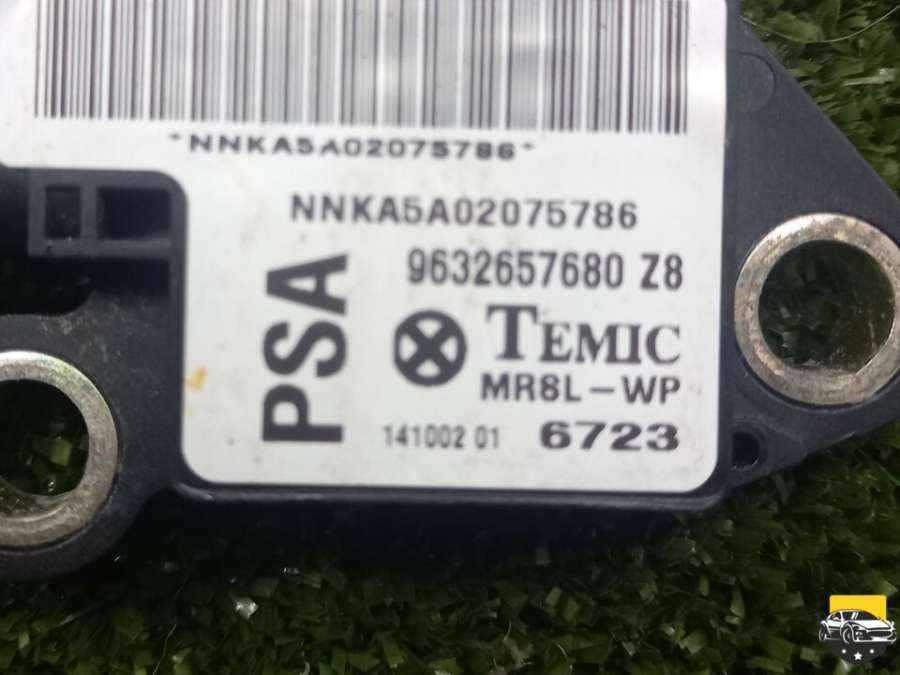 *NNKA5A02075786*
NNKA5A02075786
9632657680 Z8
PSA
TEMIC
MR8L-WP
141002 01 6723